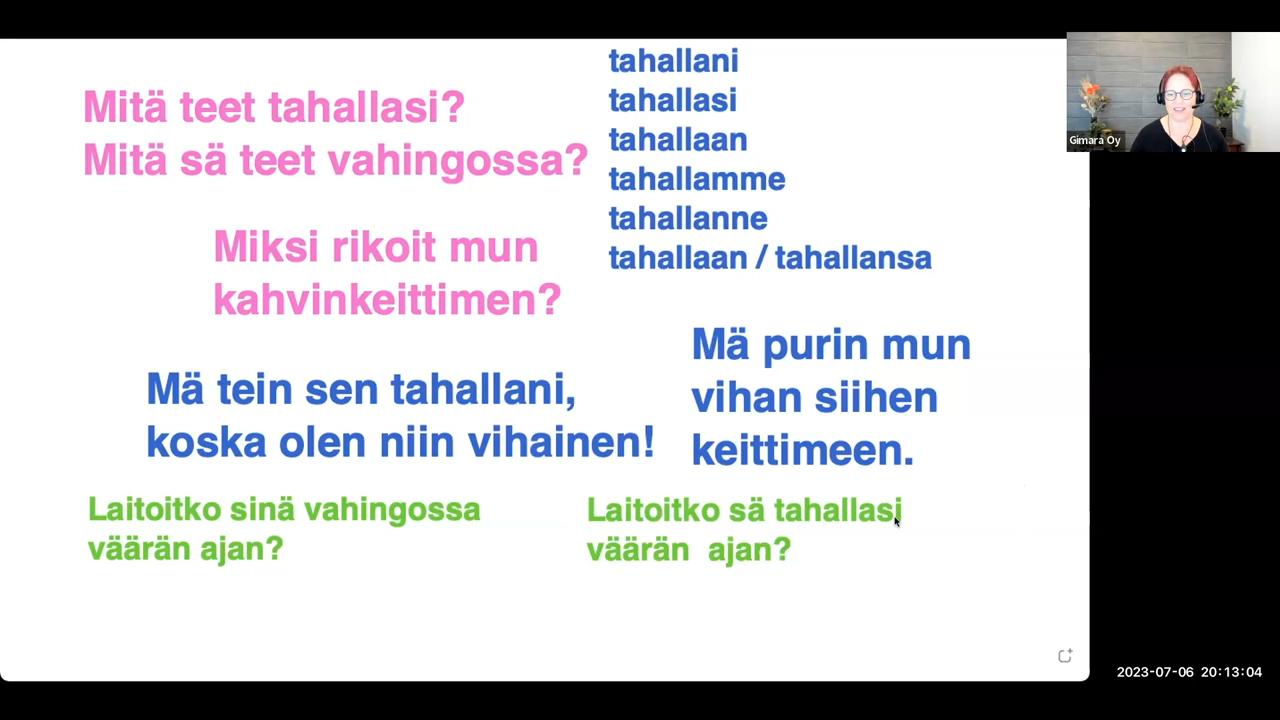 Mitä teet tahallasi?
Mitä sä teet vahingossa?
tahallani
tahallasi
tahallaan
tahallamme
tahallanne
tahallaan / tahallansa
Miksi rikoit mun
kahvinkeittimen?
Mä tein sen tahallani,
koska olen niin vihainen!
Mä purin mun
vihan siihen
keittimeen.
Laitoitko sinä vahingossa
väärän ajan?
Laitoitko sä tahallasi
väärän  ajan?
Gimara Oy
2023-07-06 20:13:04